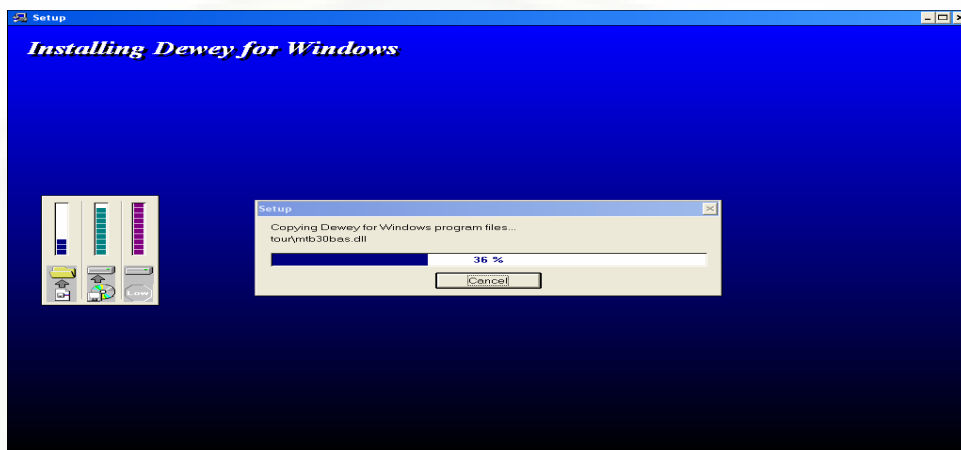 Setup
Installing Dewey for Windows
Setup
Copying Dewey for Windows program files...
tour\mtb30bas.dll
36 %
Cancel
Low